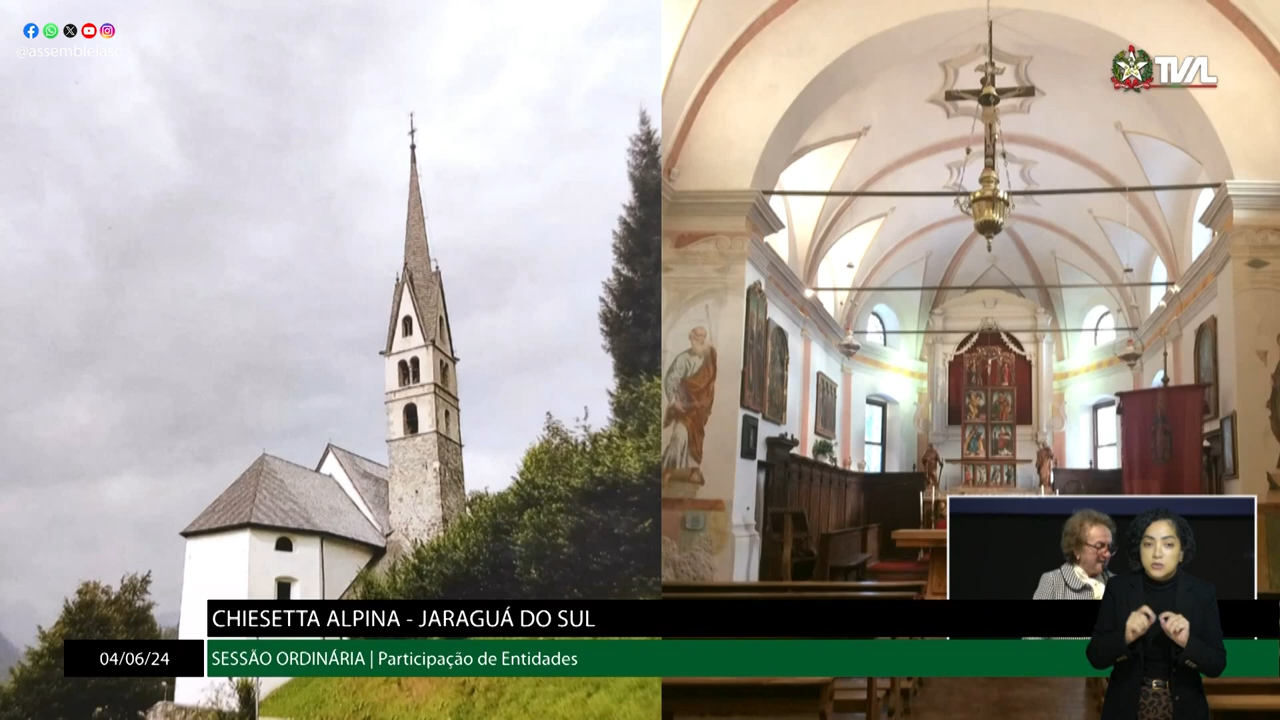 @assembleiasc
TVAL
CHIESETTA ALPINA - JARAGUÁ DO SUL
04/06/24
SESSÃO ORDINÁRIA | Participação de Entidades